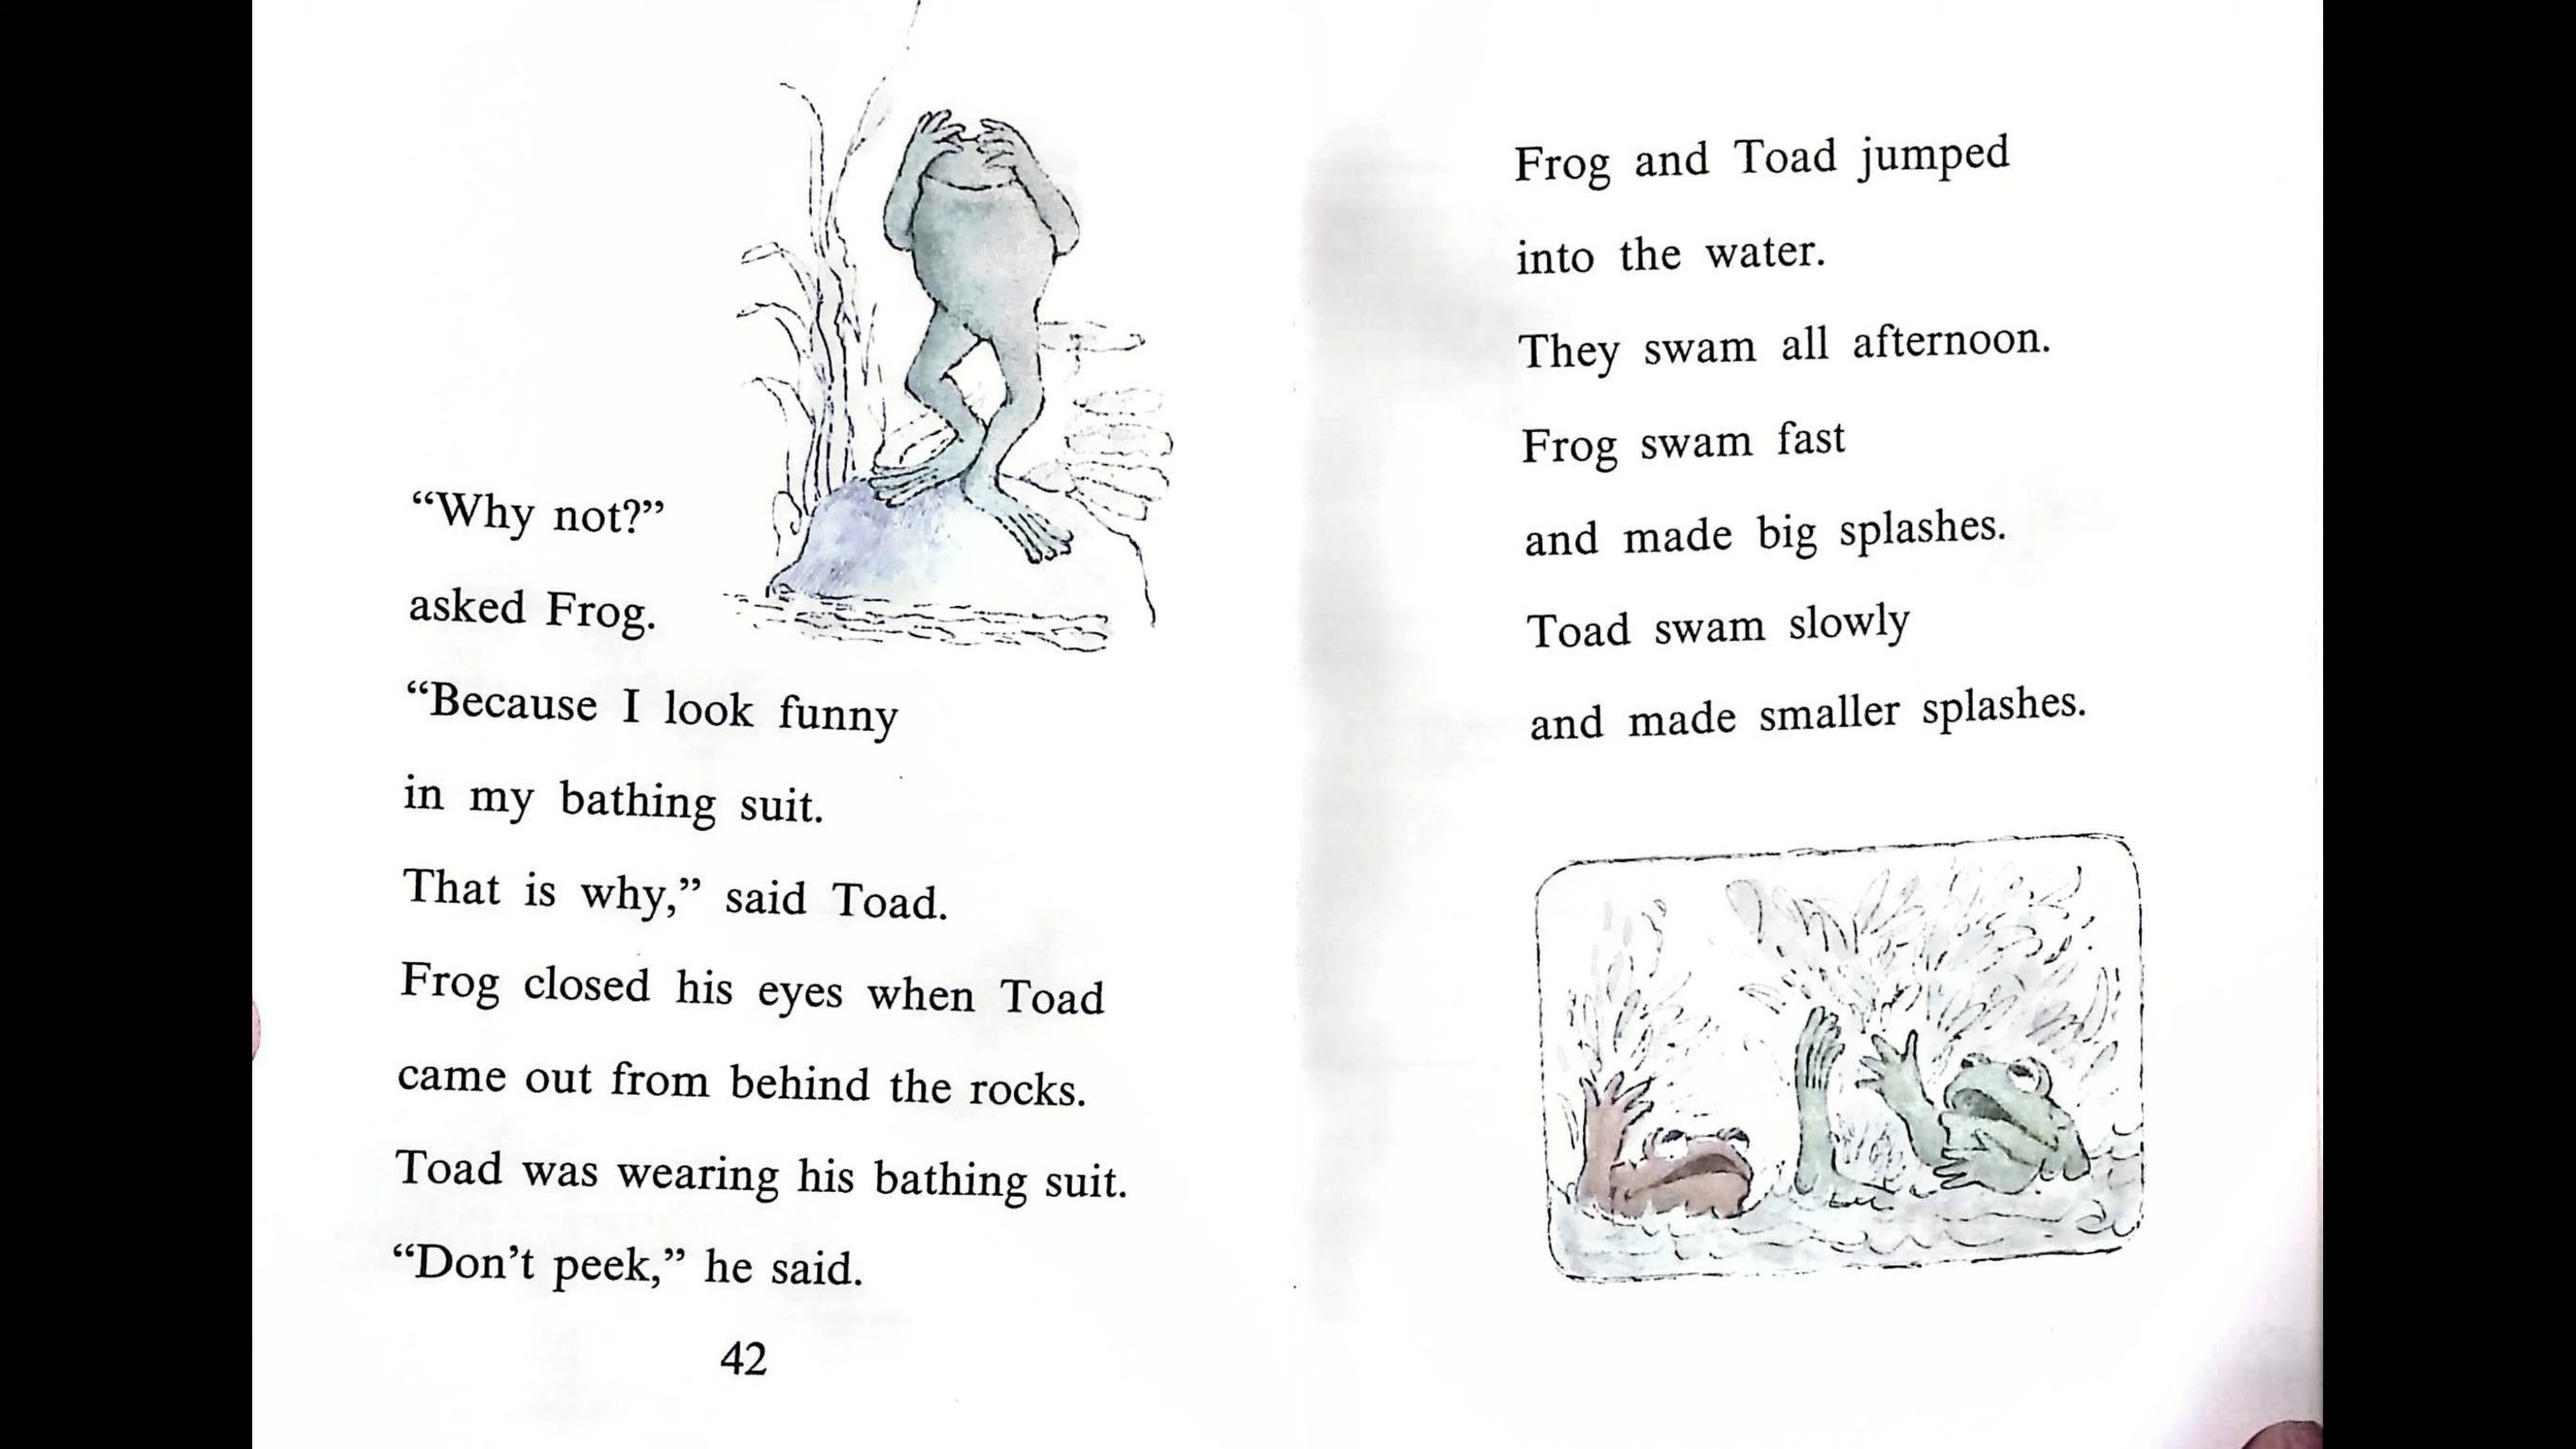 “Why not?”
asked Frog.
“Because I look funny
in my bathing suit.
That is why,” said Toad.
Frog closed his eyes when Toad
came out from behind the rocks.
Toad was wearing his bathing suit.
“Don’t peek,” he said.
42
Frog and Toad jumped
into the water.
They swam all afternoon.
Frog swam fast
and made big splashes.
Toad swam slowly
and made smaller splashes.